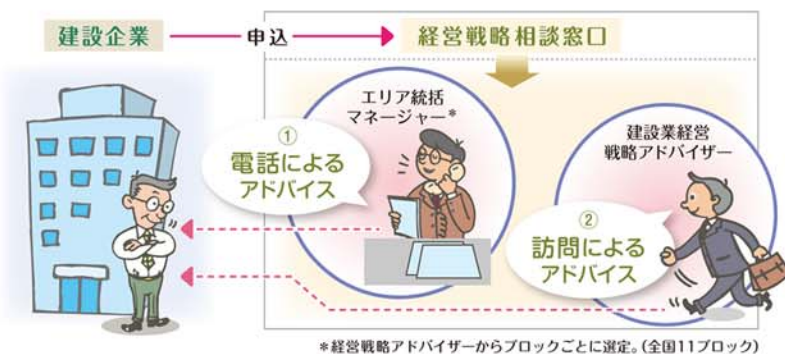 建設企業
申込
経営戦略相談窓口
エリア統括
マネージャー*
①
電話による
アドバイス
建設業経営
戦略アドバイザー
②
訪問による
アドバイス
*経営戦略アドバイザーからブロックごとに選定。(全国11ブロック)